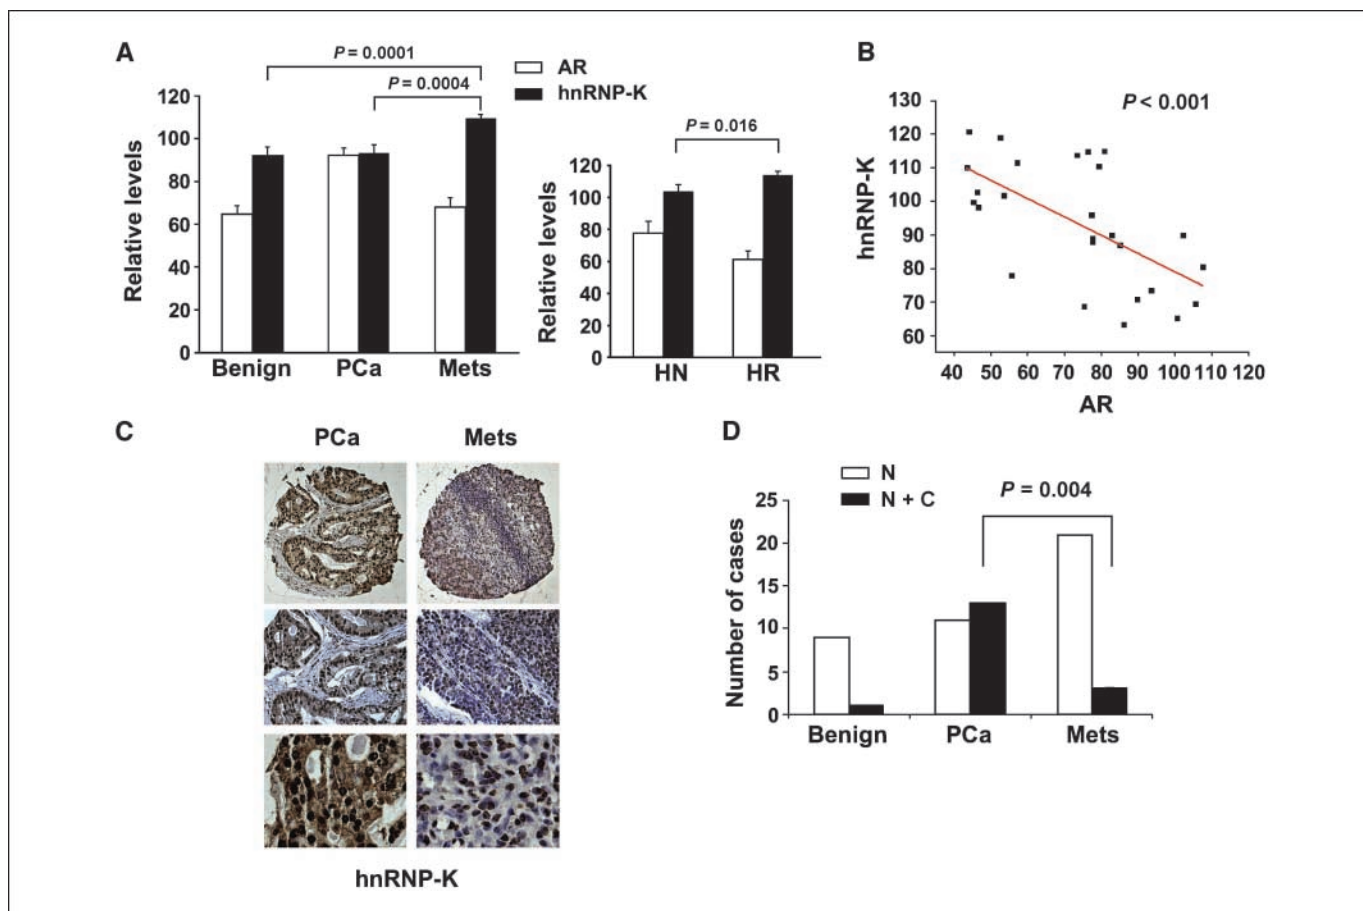 A
P = 0.0001
P = 0.0004
AR
hnRNP-K
Relative levels
120
100
80
60
40
20
0
Benign PCa Mets
P = 0.016
Relative levels
120
100
80
60
40
20
0
HN HR
B
P < 0.001
hnRNP-K
130
120
110
100
90
80
70
60
40 50 60 70 80 90 100 110 120
AR
C
PCa Mets
hnRNP-K
D
N
N + C
P = 0.004
Number of cases
25
20
15
10
5
0
Benign PCa Mets